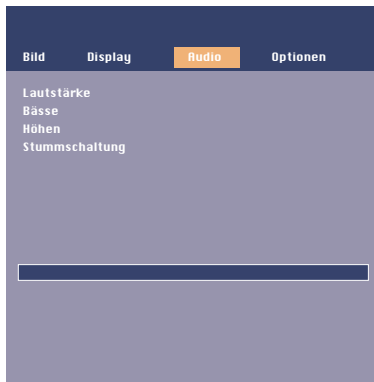 Bild Display Audio Optionen
Lautstärke
Bässe
Höhen
Stummschaltung